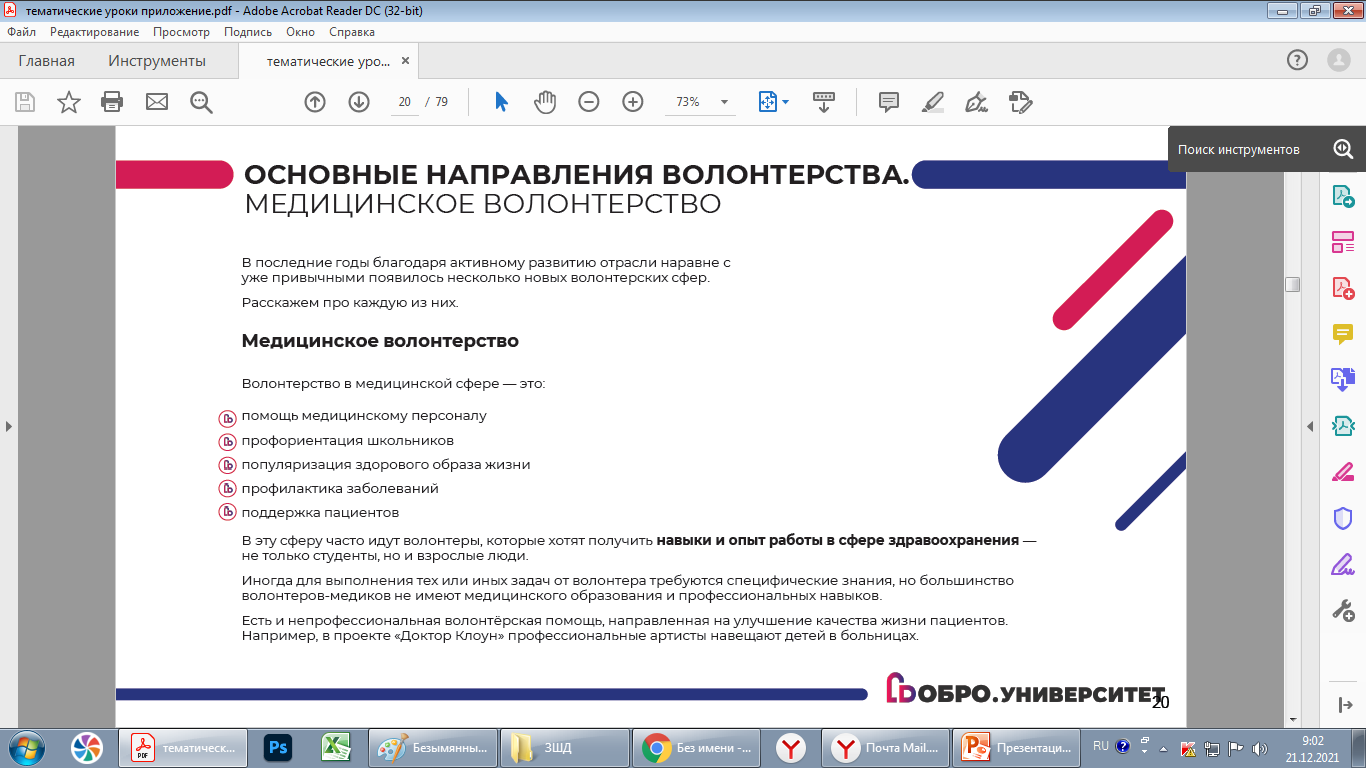 тематические уроки приложение.pdf - Adobe Acrobat Reader DC (32-bit)
Файл Редактирование Просмотр Подпись Окно Справка
Главная Инструменты тематические уро... ×
20 / 79 73%
Поиск инструментов
ОСНОВНЫЕ НАПРАВЛЕНИЯ ВОЛОНТЕРСТВА.
МЕДИЦИНСКОЕ ВОЛОНТЕРСТВО
В последние годы благодаря активному развитию отрасли наравне с
уже привычными появилось несколько новых волонтерских сфер.
Расскажем про каждую из них.
Медицинское волонтерство
Волонтерство в медицинской сфере — это:
помощь медицинскому персоналу
профориентация школьников
популяризация здорового образа жизни
профилактика заболеваний
поддержка пациентов
В эту сферу часто идут волонтеры, которые хотят получить навыки и опыт работы в сфере здравоохранения —
не только студенты, но и взрослые люди.
Иногда для выполнения тех или иных задач от волонтера требуются специфические знания, но большинство
волонтеров-медиков не имеют медицинского образования и профессиональных навыков.
Есть и непрофессиональная волонтёрская помощь, направленная на улучшение качества жизни пациентов.
Например, в проекте «Доктор Клоун» профессиональные артисты навещают детей в больницах.
ДОБРО.УНИВЕРСИТЕТ
20
тематическ... Ps Безымянны... ЗШД Без имени -... Почта Mail.... Презентаци... RU 9:02
21.12.2021